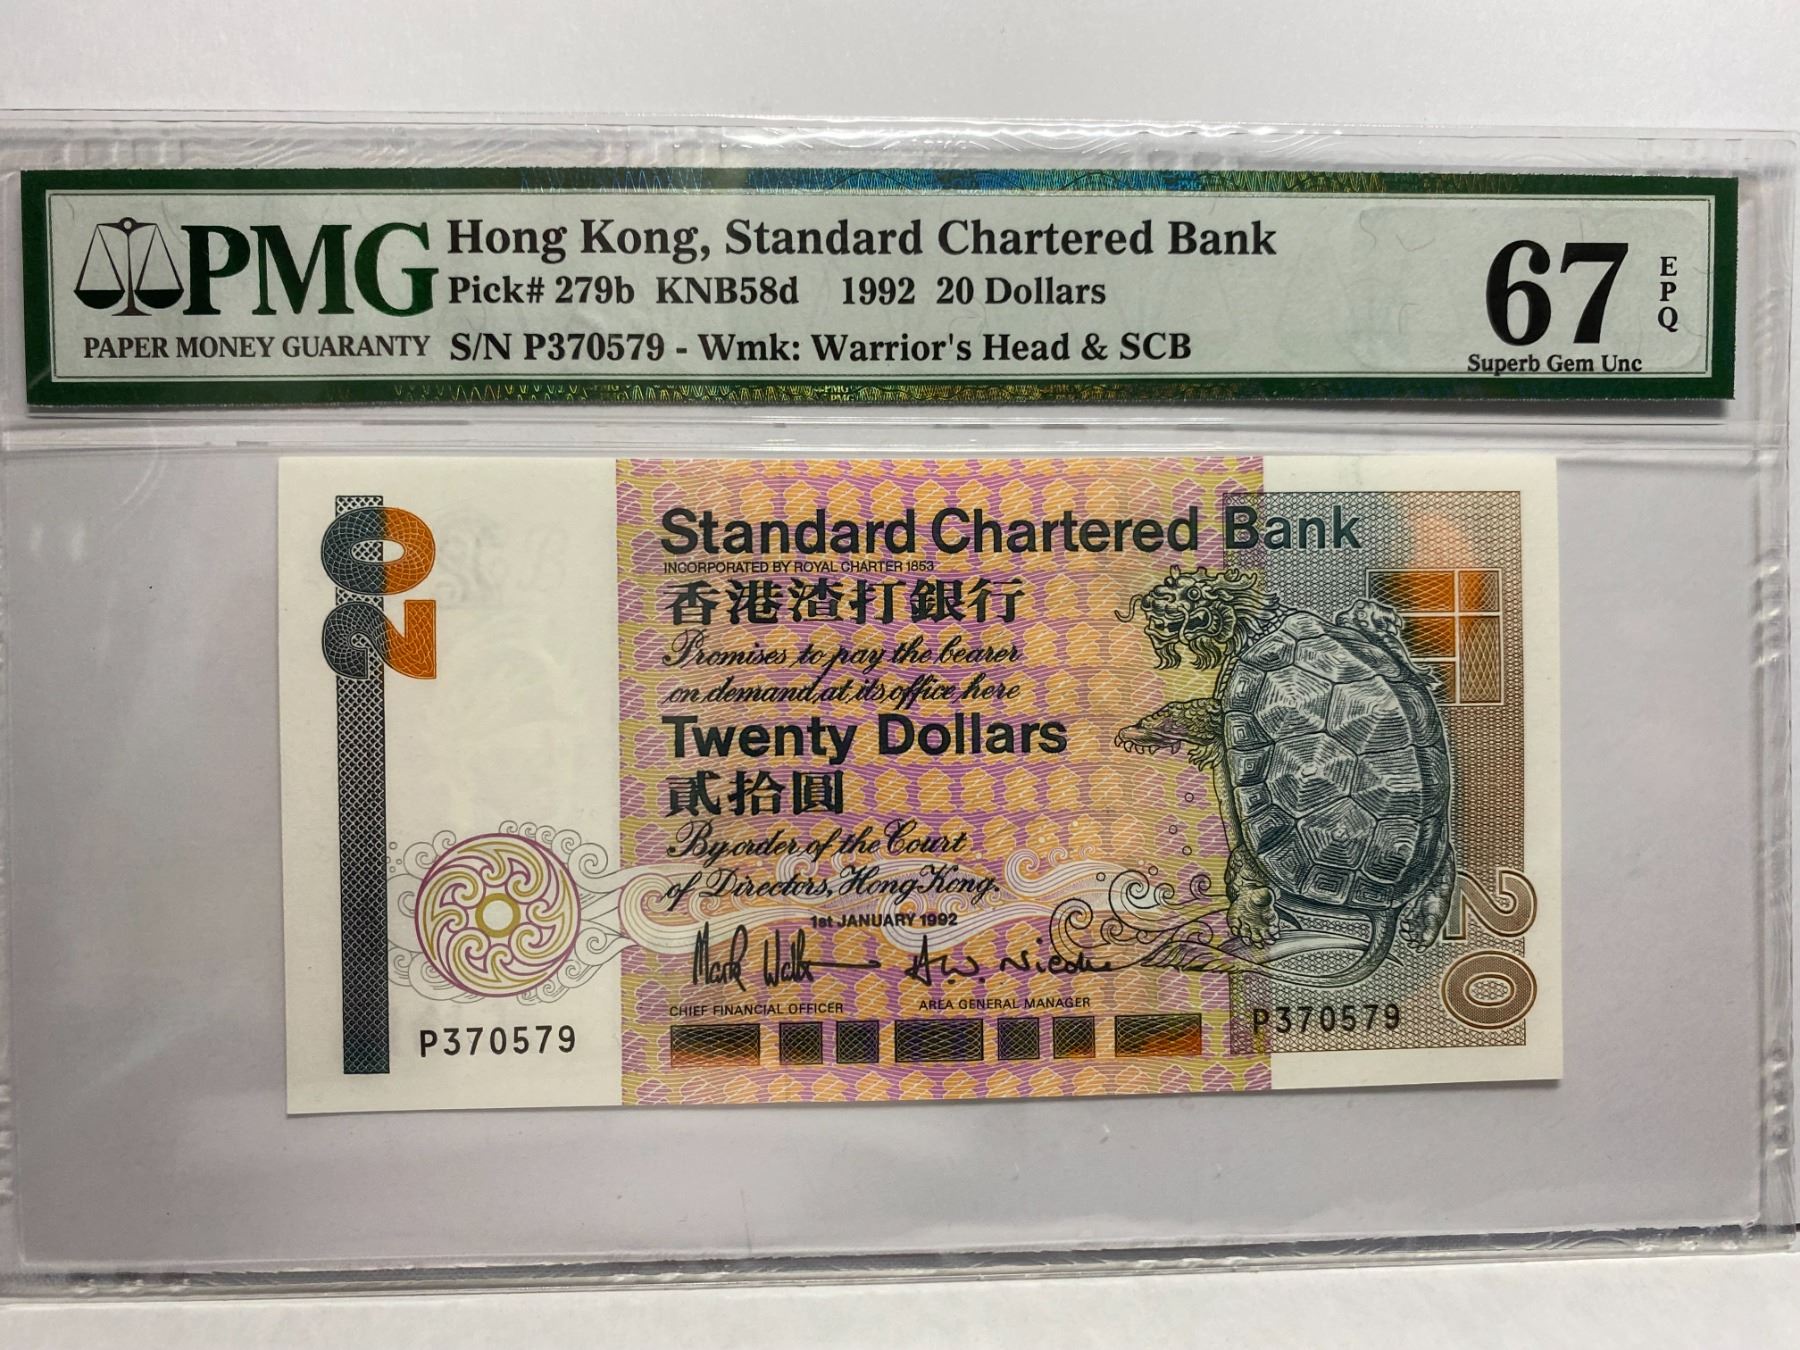 PMG
PAPER MONEY GUARANTY
Hong Kong, Standard Chartered Bank
Pick# 279b KNB58d 1992 20 Dollars
S/N P370579 - Wmk: Warrior's Head & SCB
67
EPQ
Superb Gem Unc
20
Standard Chartered Bank
INCORPORATED BY ROYAL CHARTER 1853
香港渣打銀行
Promises to pay the bearer
on demand at its office here
Twenty Dollars
貳拾圓
By order of the Court
of Directors, Hong Kong.
1st JANUARY 1992
CHIEF FINANCIAL OFFICER
AREA GENERAL MANAGER
P370579
P370579
20